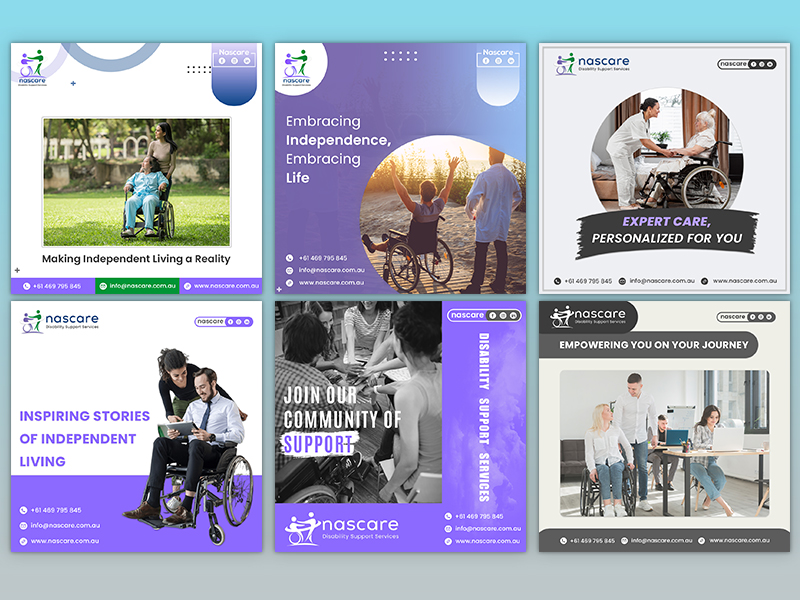 nascare
Disability Support Services
Nascare
Making Independent Living a Reality
+61 469 795 845
info@nascare.com.au
www.nascare.com.au
nascare
Disability Support Services
Nascare
Embracing
Independence,
Embracing
Life
+61 469 795 845
info@nascare.com.au
www.nascare.com.au
nascare
Disability Support Services
nascare
EXPERT CARE,
PERSONALIZED FOR YOU
+61 469 795 845
info@nascare.com.au
www.nascare.com.au
nascare
Disability Support Services
nascare
INSPIRING STORIES
OF INDEPENDENT
LIVING
+61 469 795 845
info@nascare.com.au
www.nascare.com.au
nascare
DISABILITY SUPPORT SERVICES
JOIN OUR
COMMUNITY OF
SUPPORT
nascare
Disability Support Services
+61 469 795 845
info@nascare.com.au
www.nascare.com.au
nascare
Disability Support Services
nascare
EMPOWERING YOU ON YOUR JOURNEY
+61 469 795 845
info@nascare.com.au
www.nascare.com.au